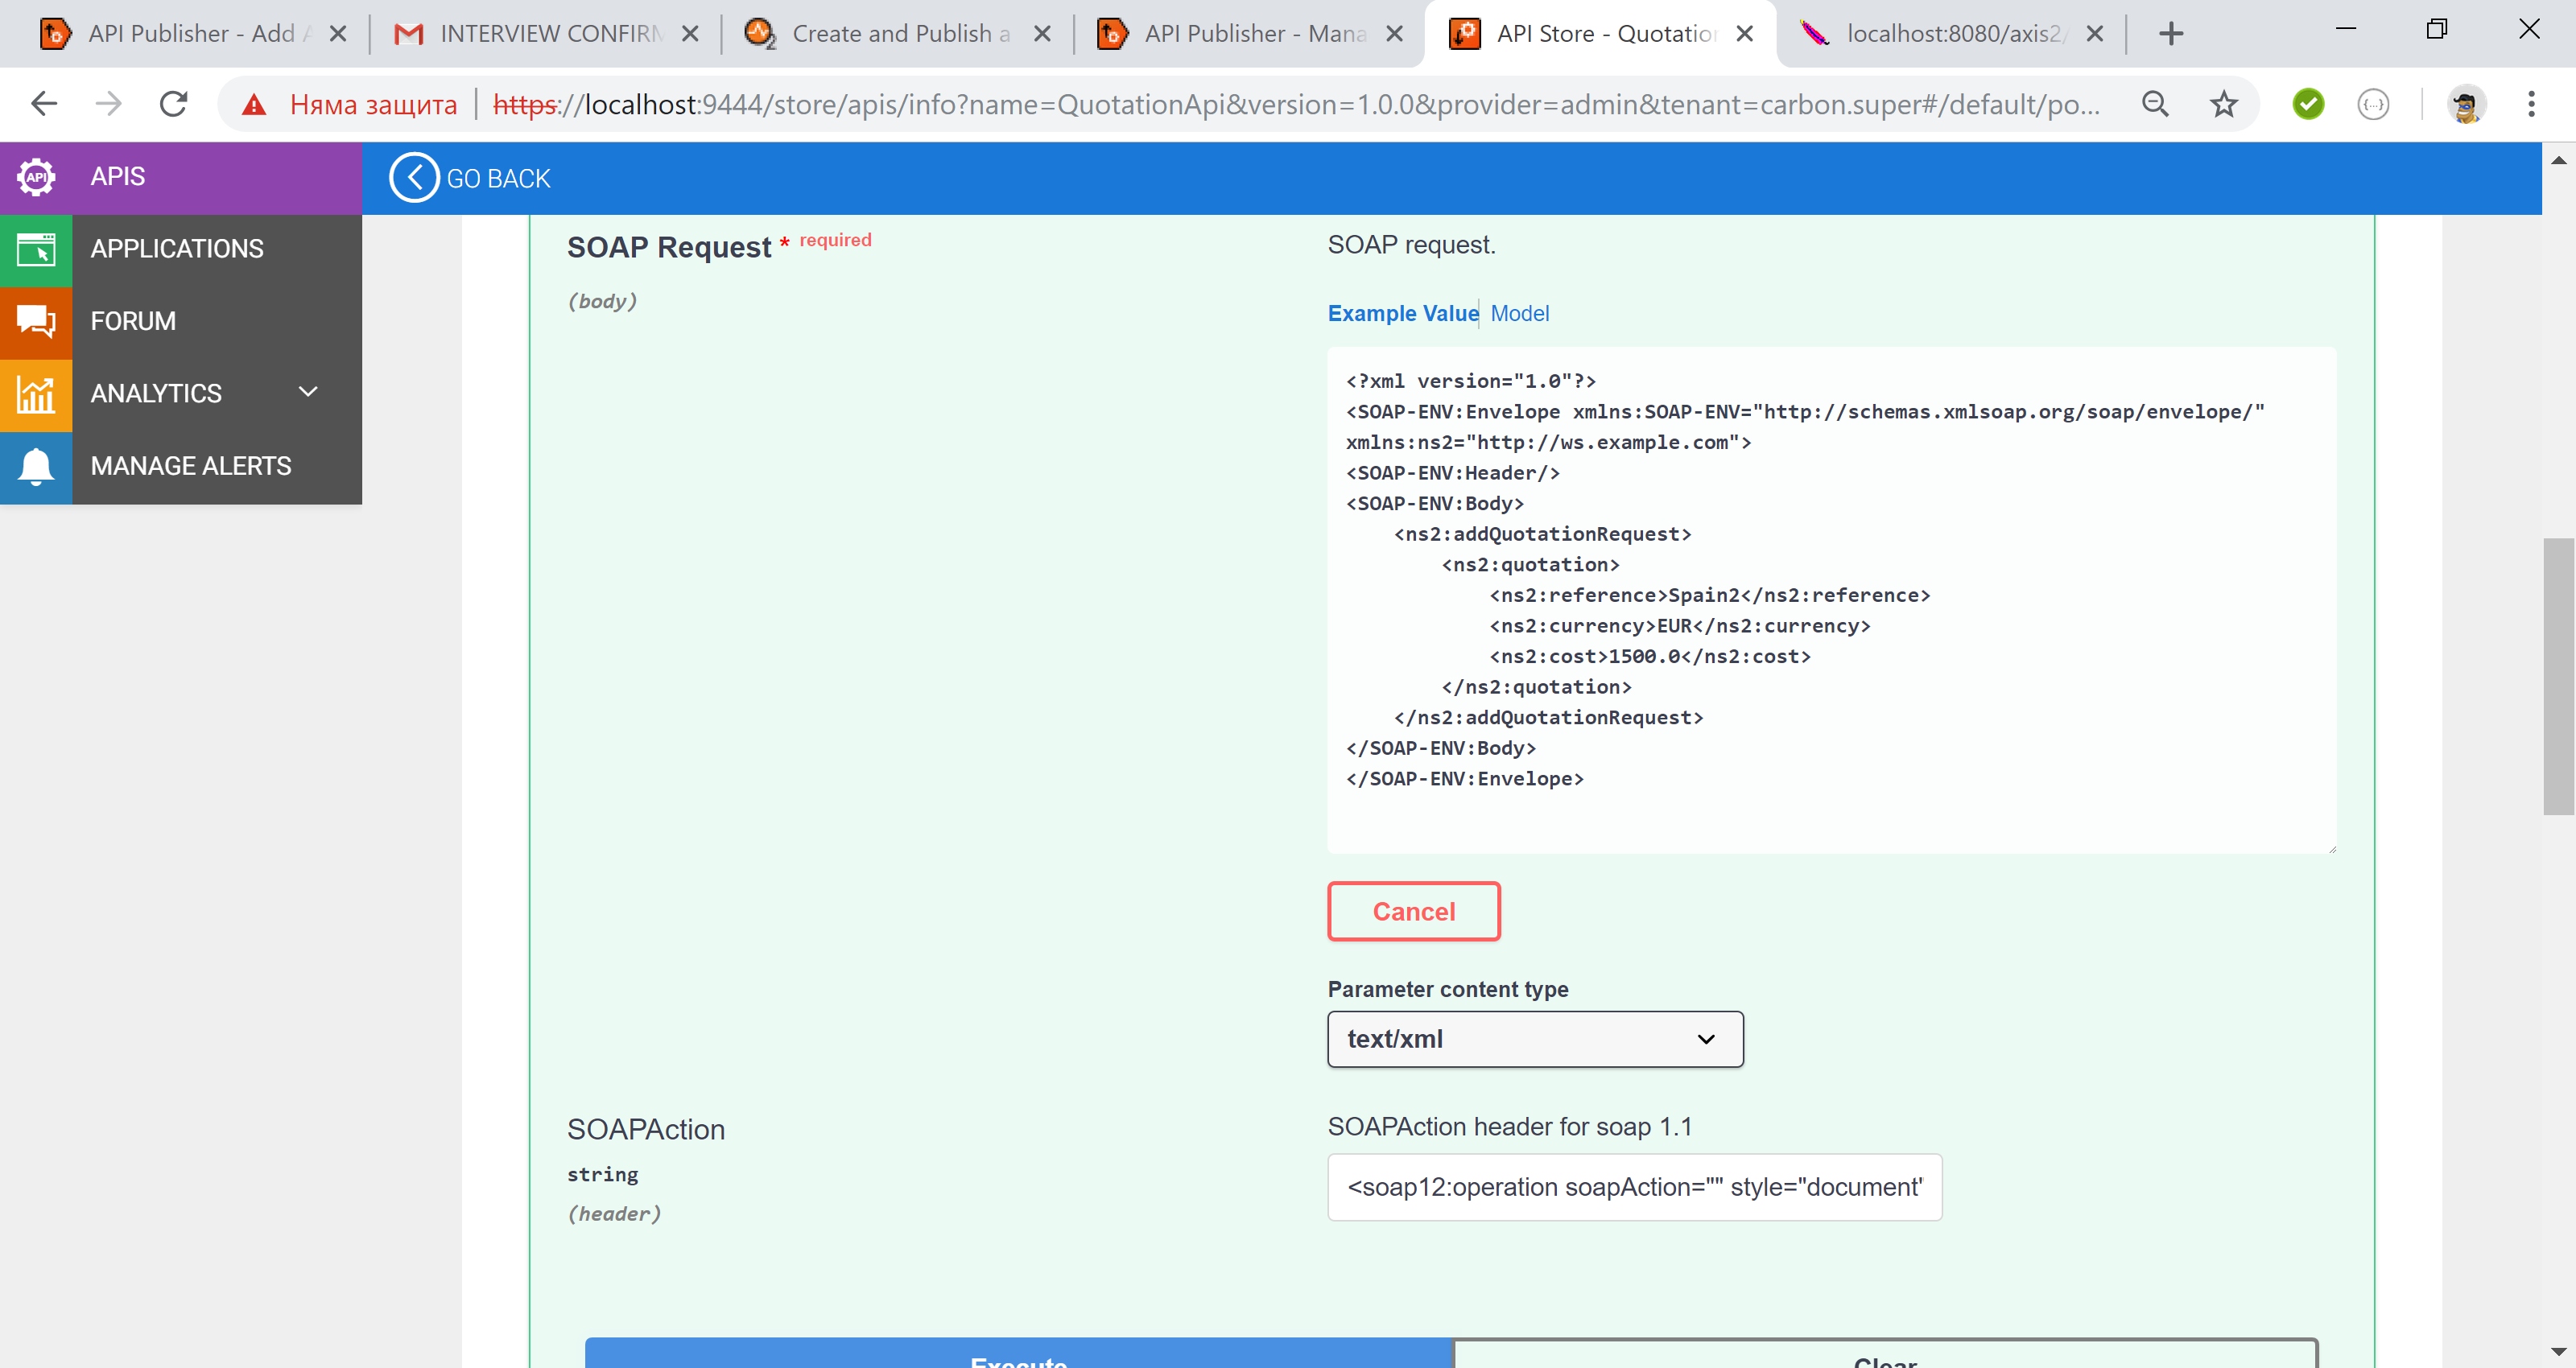 API Publisher - Add A
INTERVIEW CONFIRM
Create and Publish a
API Publisher - Mana
API Store - Quotation
localhost:8080/axis2/
Няма защита
https://localhost:9444/store/apis/info?name=QuotationApi&version=1.0.0&provider=admin&tenant=carbon.super#/default/po...
API
APIS
GO BACK
APPLICATIONS
FORUM
ANALYTICS
MANAGE ALERTS
SOAP Request * required
(body)
SOAP request.
Example Value Model
<?xml version="1.0"?>
<SOAP-ENV:Envelope xmlns:SOAP-ENV="http://schemas.xmlsoap.org/soap/envelope/"
xmlns:ns2="http://ws.example.com">
<SOAP-ENV:Header/>
<SOAP-ENV:Body>
<ns2:addQuotationRequest>
<ns2:quotation>
<ns2:reference>Spain2</ns2:reference>
<ns2:currency>EUR</ns2:currency>
<ns2:cost>1500.0</ns2:cost>
</ns2:quotation>
</ns2:addQuotationRequest>
</SOAP-ENV:Body>
</SOAP-ENV:Envelope>
Cancel
Parameter content type
text/xml
SOAPAction
string
(header)
SOAPAction header for soap 1.1
<soap12:operation soapAction="" style="document"
Execute
Clear